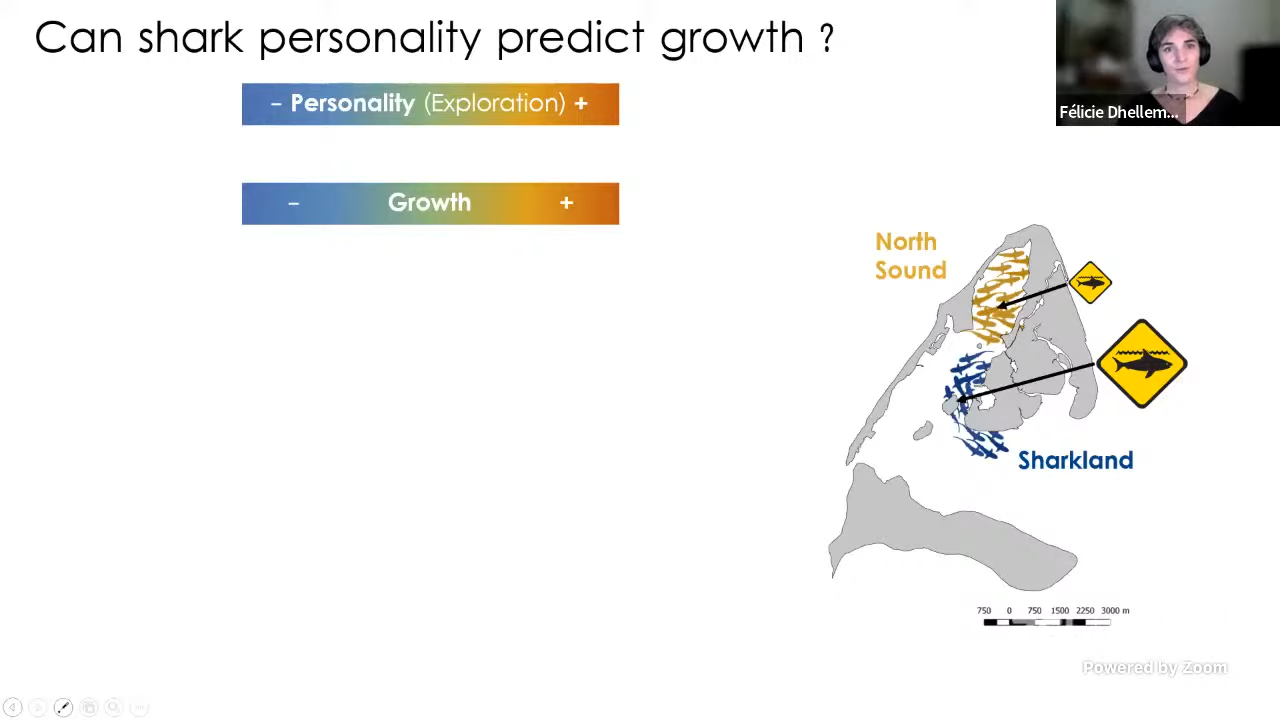 Can shark personality predict growth ?
– Personality (Exploration) +
– Growth +
Félicie Dhellem...
North
Sound
Sharkland
750 0 750 1500 2250 3000 m
Powered by Zoom